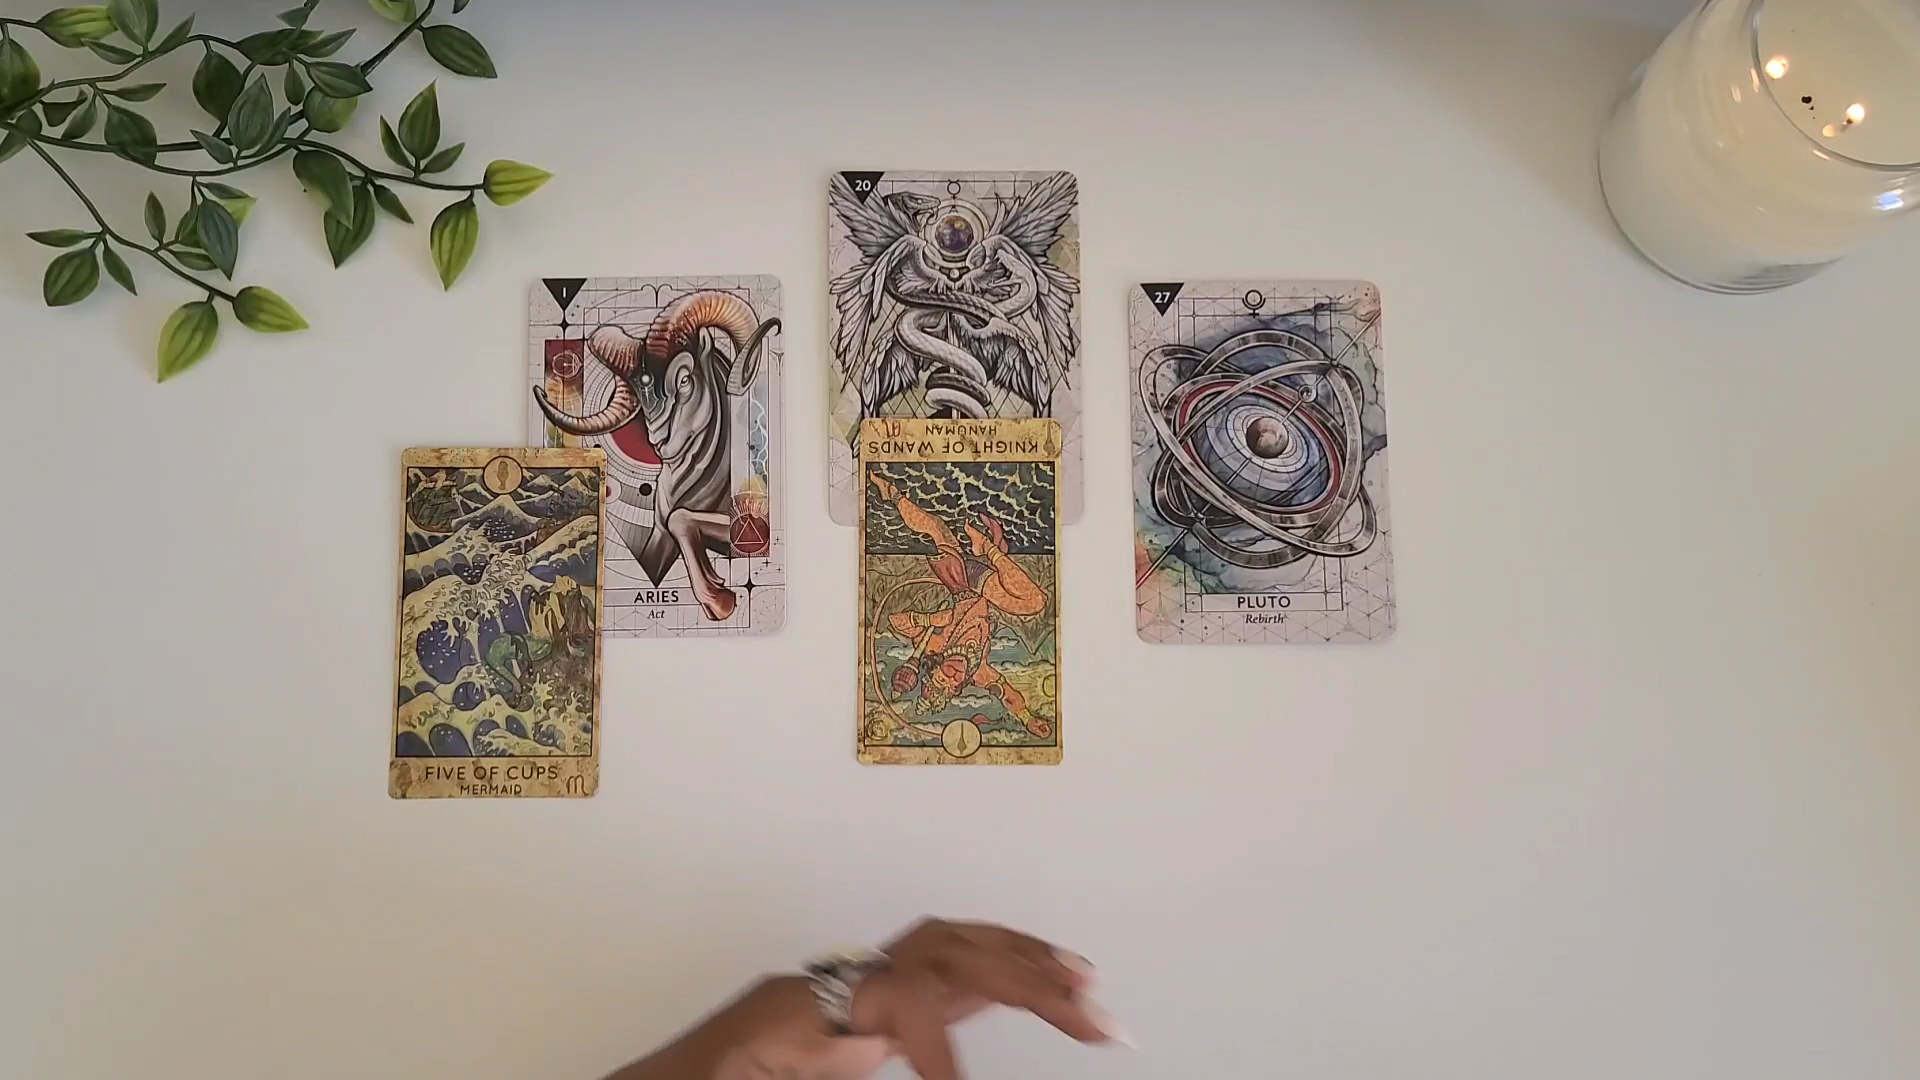 1
ARIES
Act
20
27
PLUTO
Rebirth
FIVE OF CUPS
MERMAID
KNIGHT OF WANDS
HANUMAN